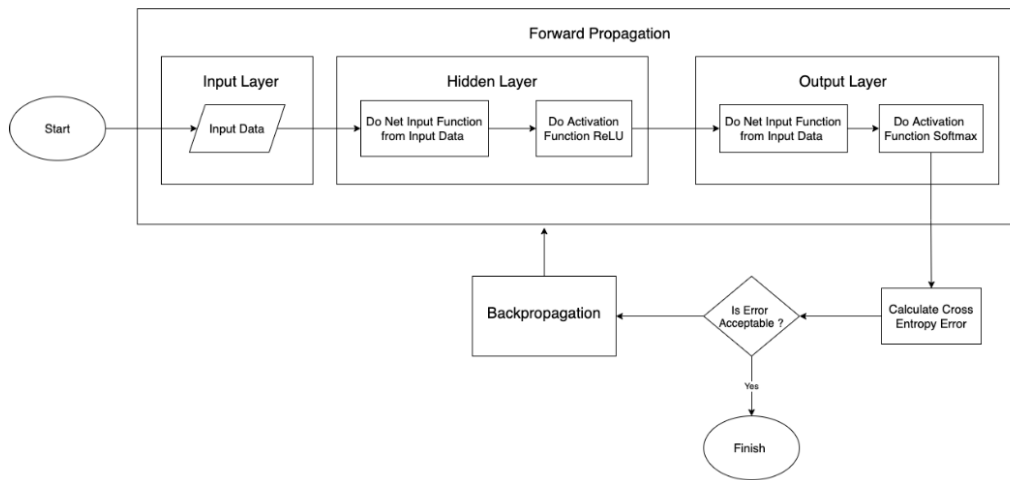 Forward Propagation
Input Layer
Hidden Layer
Output Layer
Start
Input Data
Do Net Input Function
from Input Data
Do Activation
Function ReLU
Do Net Input Function
from Input Data
Do Activation
Function Softmax
Calculate Cross
Entropy Error
Is Error
Acceptable ?
Backpropagation
Yes
Finish